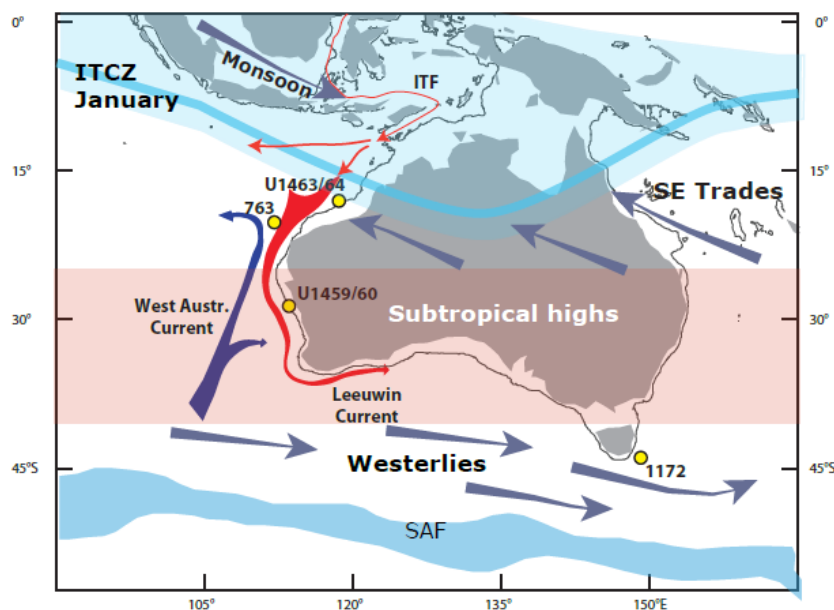 0°
0°
Monsoon
ITF
ITCZ
January
15°
15°
U1463/64
763
SE Trades
U1459/60
West Austr.
Current
Subtropical highs
30°
30°
Leeuwin
Current
Westerlies
1172
45°S
45°S
SAF
105°
120°
135°
150°E